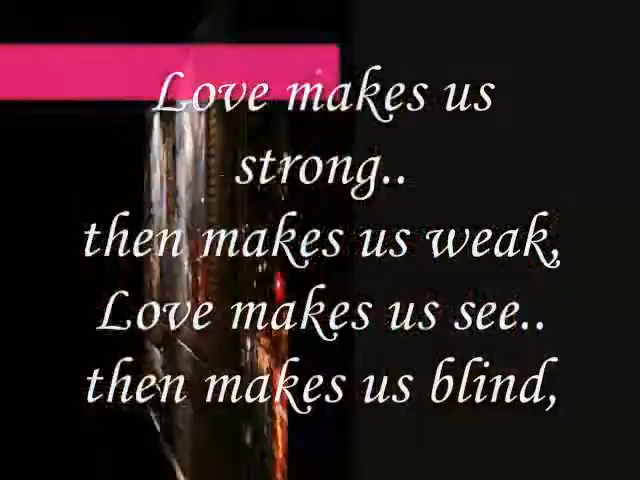 Love makes us
strong..
then makes us weak,
Love makes us see..
then makes us blind,